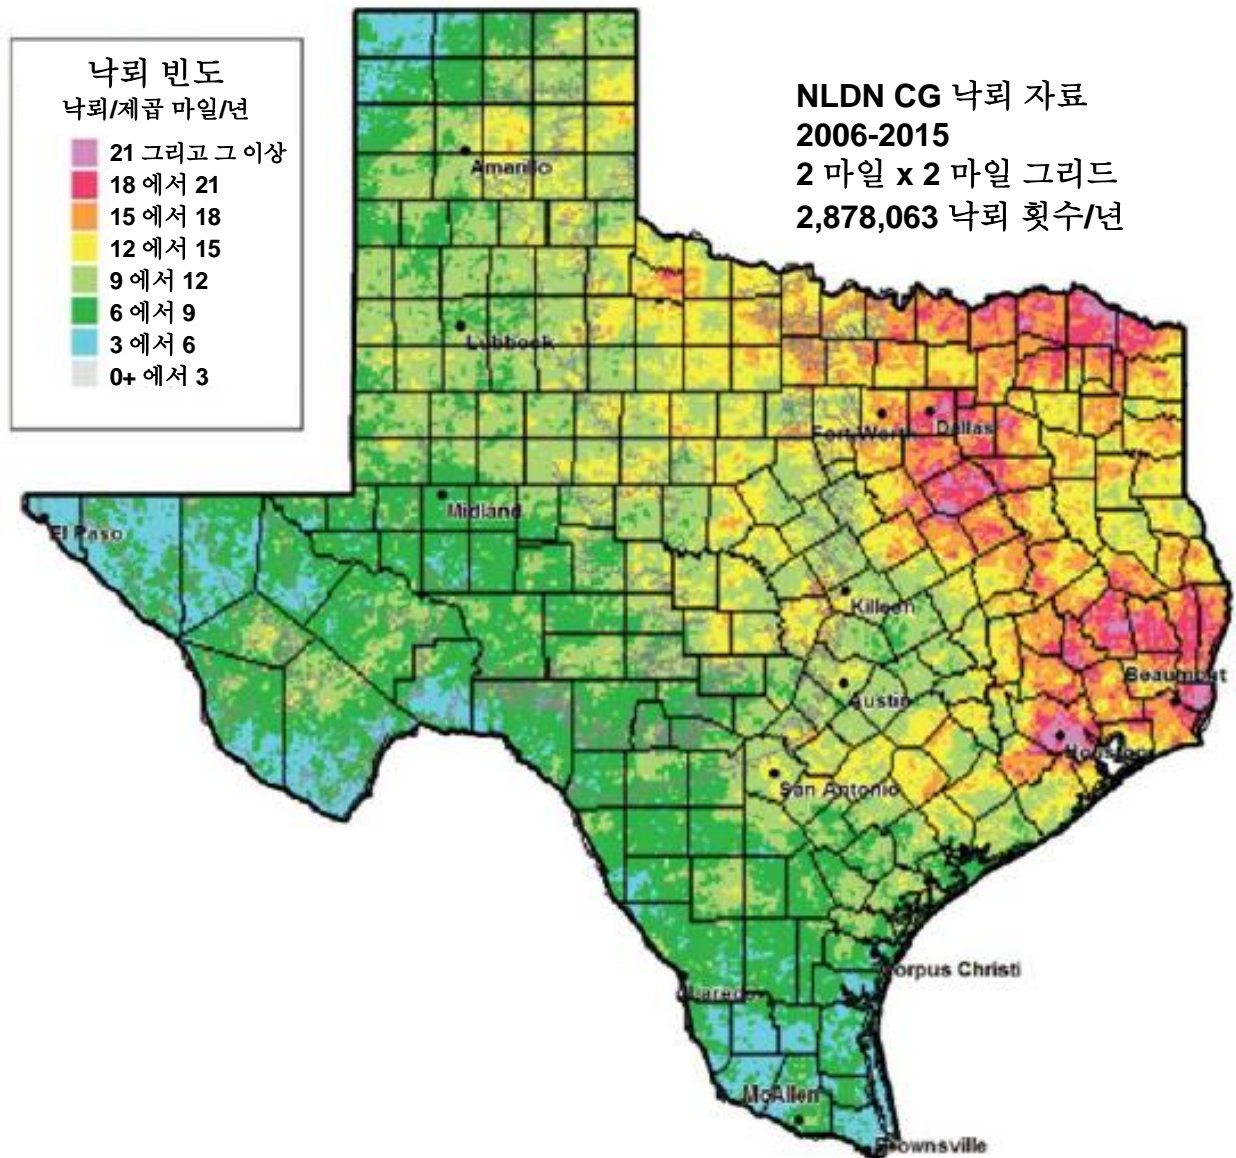 낙뢰 빈도
낙뢰/제곱 마일/년
21 그리고 그 이상
18 에서 21
15 에서 18
12 에서 15
9 에서 12
6 에서 9
3 에서 6
0+ 에서 3
NLDN CG 낙뢰 자료
2006-2015
2 마일 x 2 마일 그리드
2,878,063 낙뢰 횟수/년
Amarillo
Lubbock
Fort Worth
Dallas
Midland
El Paso
Killeen
Beaumont
Austin
Houston
San Antonio
Corpus Christi
Laredo
McAllen
Brownsville